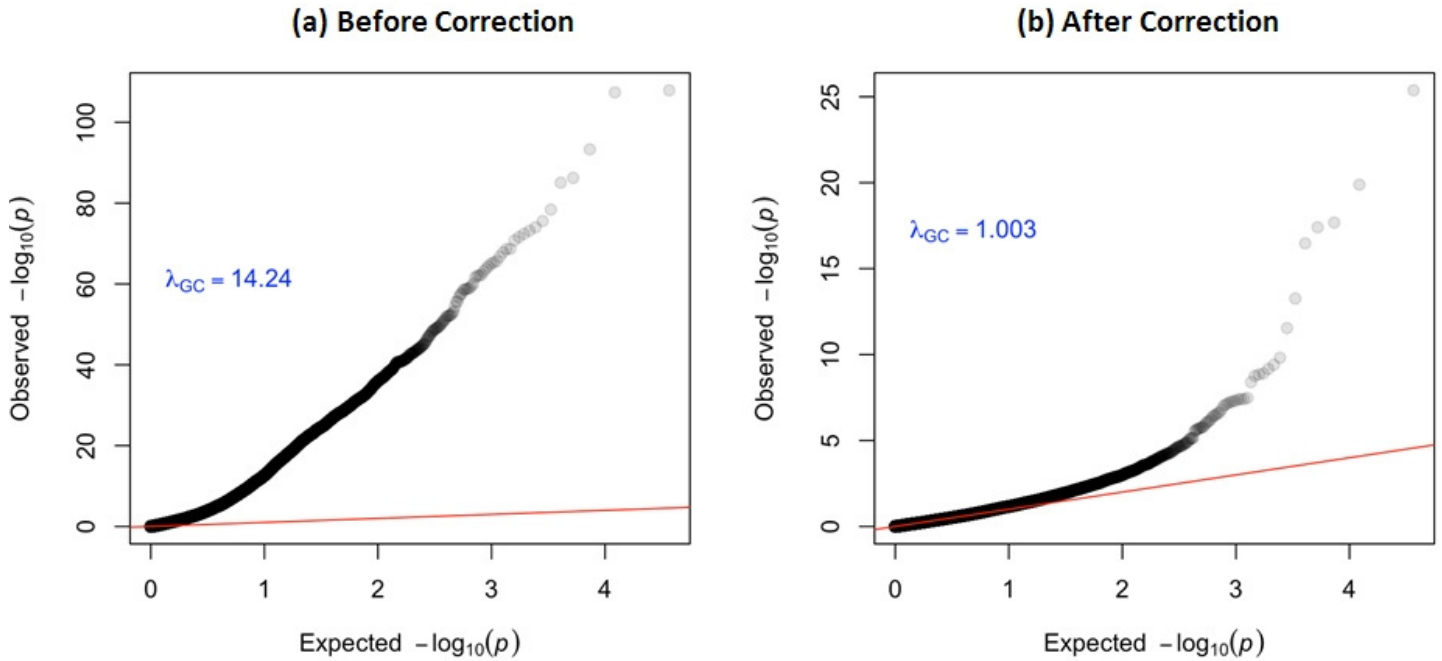 (a) Before Correction
Observed −log₁₀(p)
0 20 40 60 80 100
λGC = 14.24
0 1 2 3 4
Expected −log₁₀(p)
(b) After Correction
Observed −log₁₀(p)
0 5 10 15 20 25
λGC = 1.003
0 1 2 3 4
Expected −log₁₀(p)